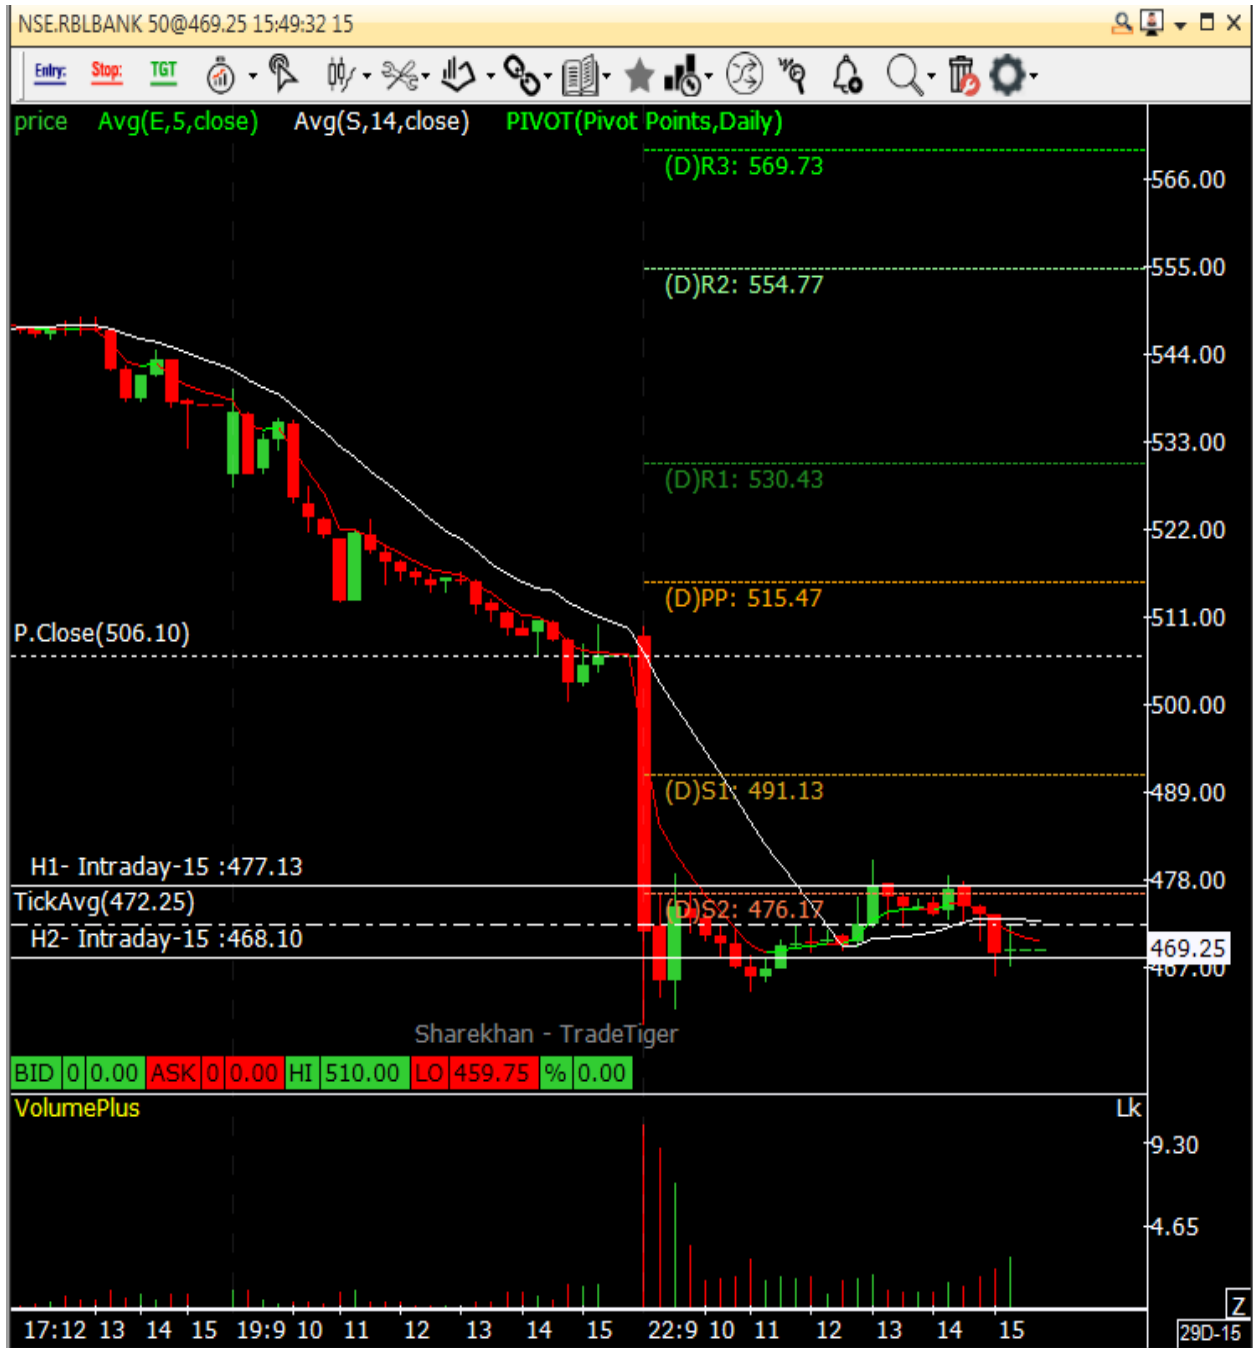 NSE.RBLBANK 50@469.25 15:49:32 15
Entry: Stop: TGT
price Avg(E,5,close) Avg(S,14,close) PIVOT(Pivot Points,Daily)
(D)R3: 569.73
566.00
555.00
(D)R2: 554.77
544.00
533.00
(D)R1: 530.43
522.00
(D)PP: 515.47
511.00
P.Close(506.10)
500.00
(D)S1: 491.13
489.00
H1- Intraday-15 :477.13
478.00
TickAvg(472.25)
(D)S2: 476.17
H2- Intraday-15 :468.10
469.25
467.00
Sharekhan - TradeTiger
BID 0 0.00 ASK 0 0.00 HI 510.00 LO 459.75 % 0.00
VolumePlus Lk
9.30
4.65
Z
17:12 13 14 15 19:9 10 11 12 13 14 15 22:9 10 11 12 13 14 15 29D-15